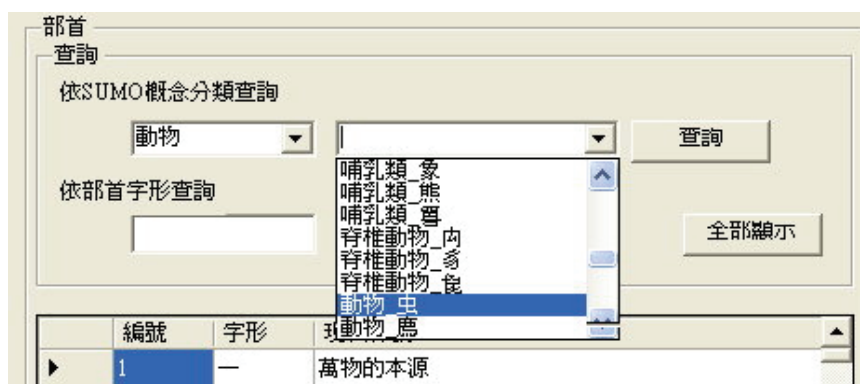 部首
查詢
依SUMO概念分類查詢
動物
查詢
哺乳類_象
哺乳類_熊
哺乳類_
脊椎動物_禸
脊椎動物_豸
脊椎動物_㲋
動物_虫
動物_廌
依部首字形查詢
全部顯示
編號 字形
1 一 萬物的本源